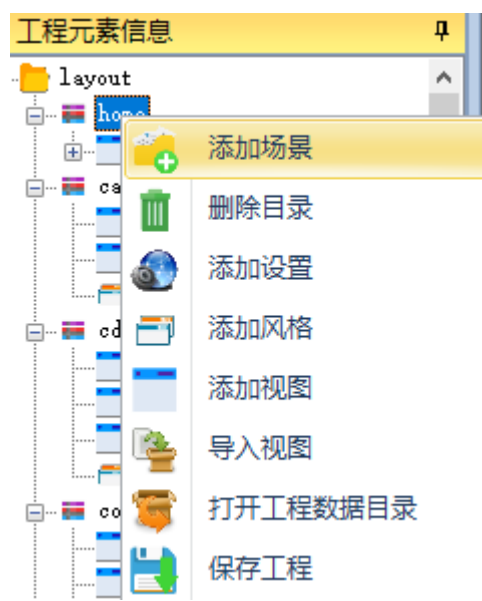 工程元素信息
layout
home
添加场景
删除目录
添加设置
添加风格
添加视图
导入视图
打开工程数据目录
保存工程